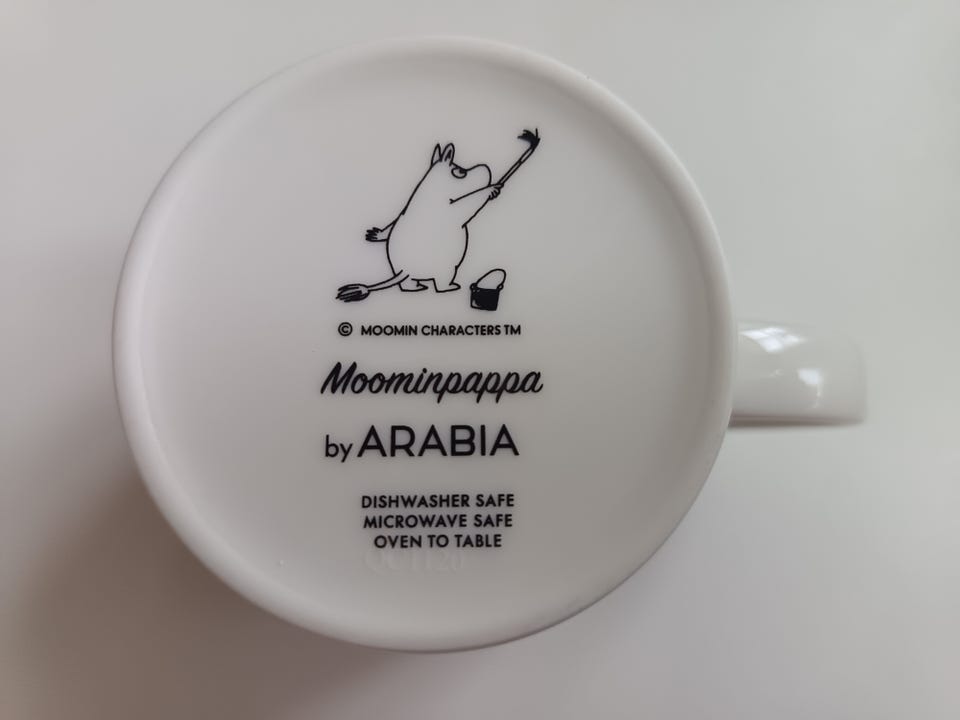 © MOOMIN CHARACTERS TM
Moominpappa
by ARABIA
DISHWASHER SAFE
MICROWAVE SAFE
OVEN TO TABLE